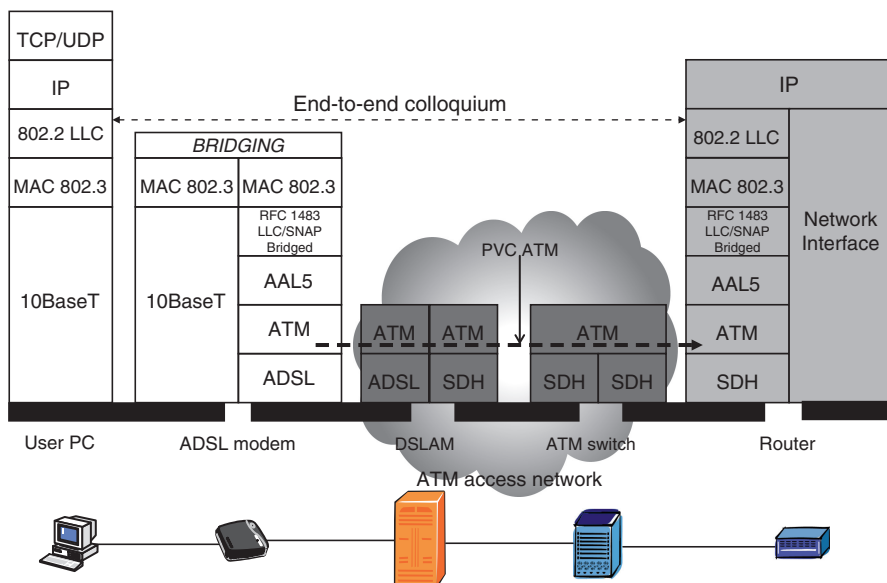 TCP/UDP
IP
802.2 LLC
MAC 802.3
10BaseT
End-to-end colloquium
BRIDGING
MAC 802.3
MAC 802.3
10BaseT
RFC 1483
LLC/SNAP
Bridged
AAL5
ATM
ADSL
PVC ATM
ATM
ATM
ADSL
SDH
ATM
SDH
SDH
IP
802.2 LLC
MAC 802.3
RFC 1483
LLC/SNAP
Bridged
AAL5
ATM
SDH
Network
Interface
User PC
ADSL modem
DSLAM
ATM switch
Router
ATM access network